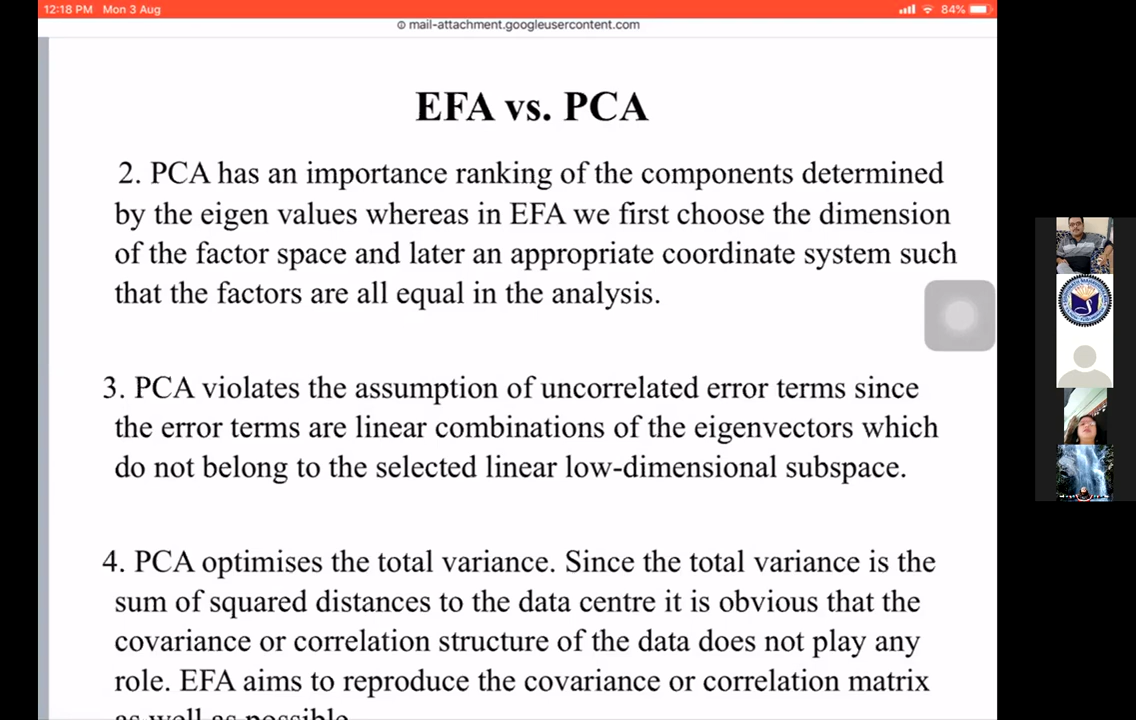 12:18 PM Mon 3 Aug
84%
mail-attachment.googleusercontent.com
EFA vs. PCA
2. PCA has an importance ranking of the components determined
by the eigen values whereas in EFA we first choose the dimension
of the factor space and later an appropriate coordinate system such
that the factors are all equal in the analysis.
3. PCA violates the assumption of uncorrelated error terms since
the error terms are linear combinations of the eigenvectors which
do not belong to the selected linear low-dimensional subspace.
4. PCA optimises the total variance. Since the total variance is the
sum of squared distances to the data centre it is obvious that the
covariance or correlation structure of the data does not play any
role. EFA aims to reproduce the covariance or correlation matrix
as well as possible